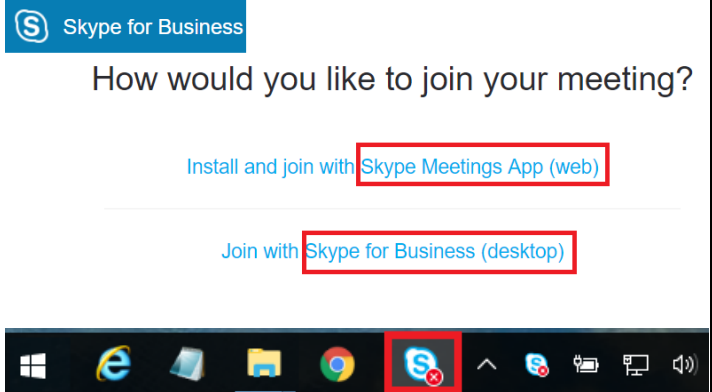 Skype for Business
How would you like to join your meeting?
Install and join with Skype Meetings App (web)
Join with Skype for Business (desktop)